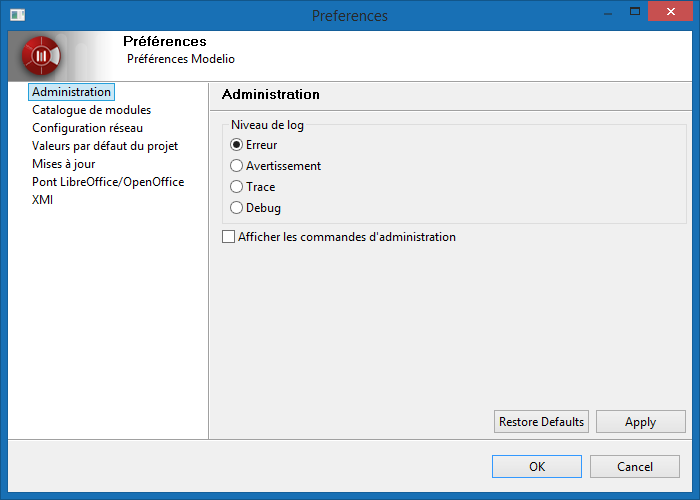 Preferences
Préférences
Préférences Modelio
Administration
Catalogue de modules
Configuration réseau
Valeurs par défaut du projet
Mises à jour
Pont LibreOffice/OpenOffice
XMI
Administration
Niveau de log
Erreur
Avertissement
Trace
Debug
Afficher les commandes d'administration
Restore Defaults
Apply
OK
Cancel